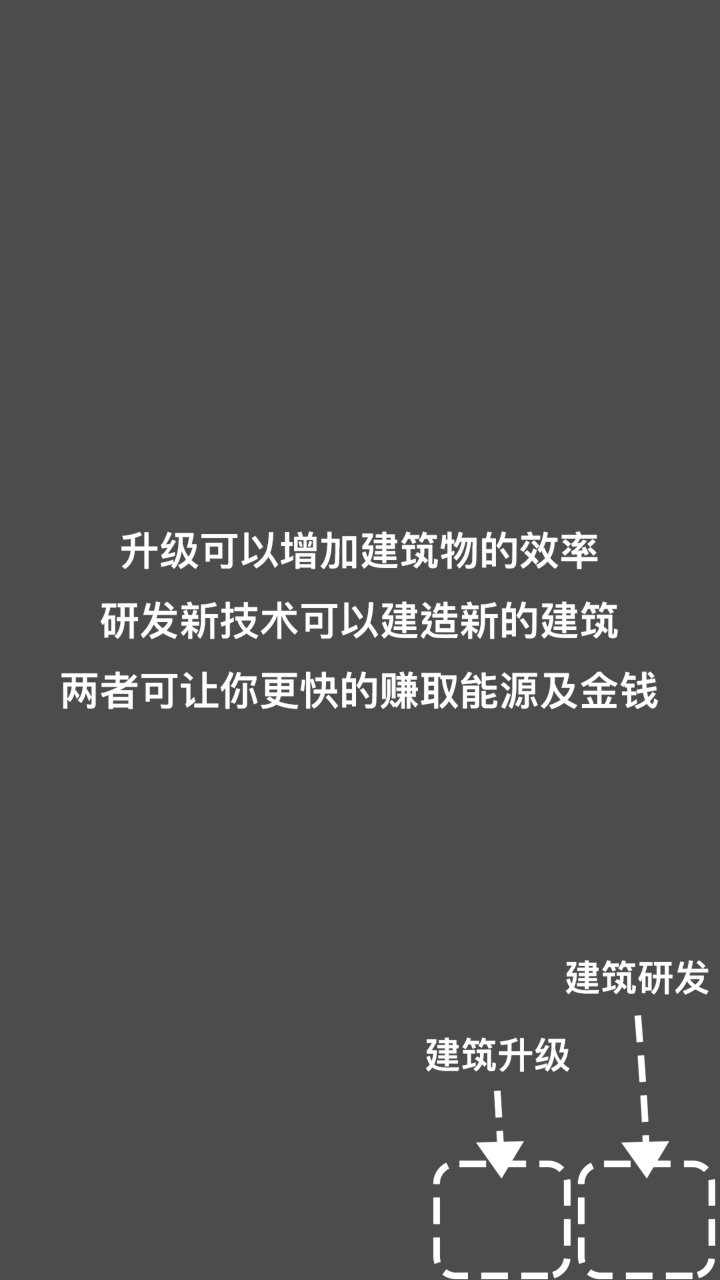 升级可以增加建筑物的效率
研发新技术可以建造新的建筑
两者可让你更快的赚取能源及金钱
建筑研发
建筑升级